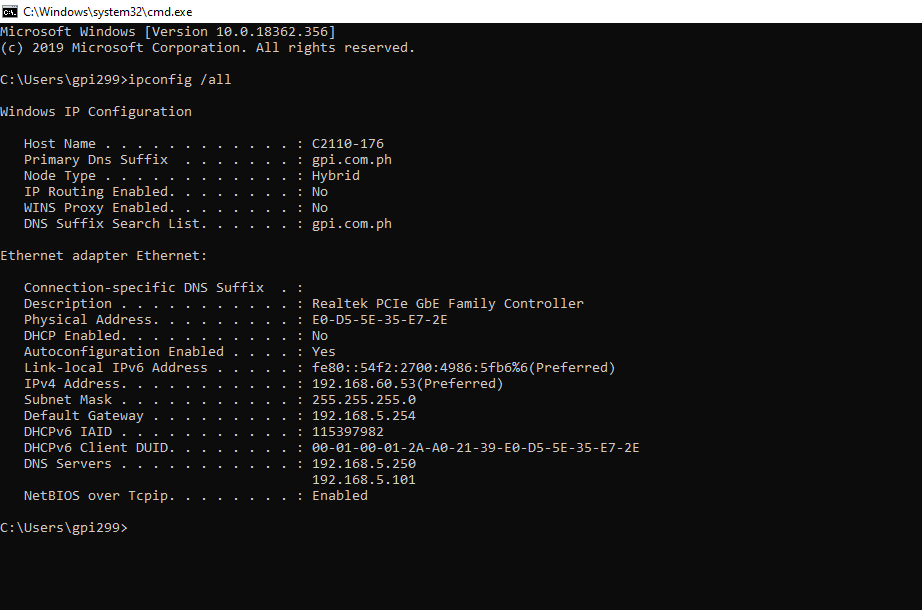 C:\Windows\system32\cmd.exe
Microsoft Windows [Version 10.0.18362.356]
(c) 2019 Microsoft Corporation. All rights reserved.
C:\Users\gpi299>ipconfig /all
Windows IP Configuration
   Host Name . . . . . . . . . . . . : C2110-176
   Primary Dns Suffix  . . . . . . . : gpi.com.ph
   Node Type . . . . . . . . . . . . : Hybrid
   IP Routing Enabled. . . . . . . . : No
   WINS Proxy Enabled. . . . . . . . : No
   DNS Suffix Search List. . . . . . : gpi.com.ph
Ethernet adapter Ethernet:
   Connection-specific DNS Suffix  . :
   Description . . . . . . . . . . . : Realtek PCIe GbE Family Controller
   Physical Address. . . . . . . . . : E0-D5-5E-35-E7-2E
   DHCP Enabled. . . . . . . . . . . : No
   Autoconfiguration Enabled . . . . : Yes
   Link-local IPv6 Address . . . . . : fe80::54f2:2700:4986:5fb6%6(Preferred)
   IPv4 Address. . . . . . . . . . . : 192.168.60.53(Preferred)
   Subnet Mask . . . . . . . . . . . : 255.255.255.0
   Default Gateway . . . . . . . . . : 192.168.5.254
   DHCPv6 IAID . . . . . . . . . . . : 115397982
   DHCPv6 Client DUID. . . . . . . . : 00-01-00-01-2A-A0-21-39-E0-D5-5E-35-E7-2E
   DNS Servers . . . . . . . . . . . : 192.168.5.250
                                       192.168.5.101
   NetBIOS over Tcpip. . . . . . . . : Enabled
C:\Users\gpi299>